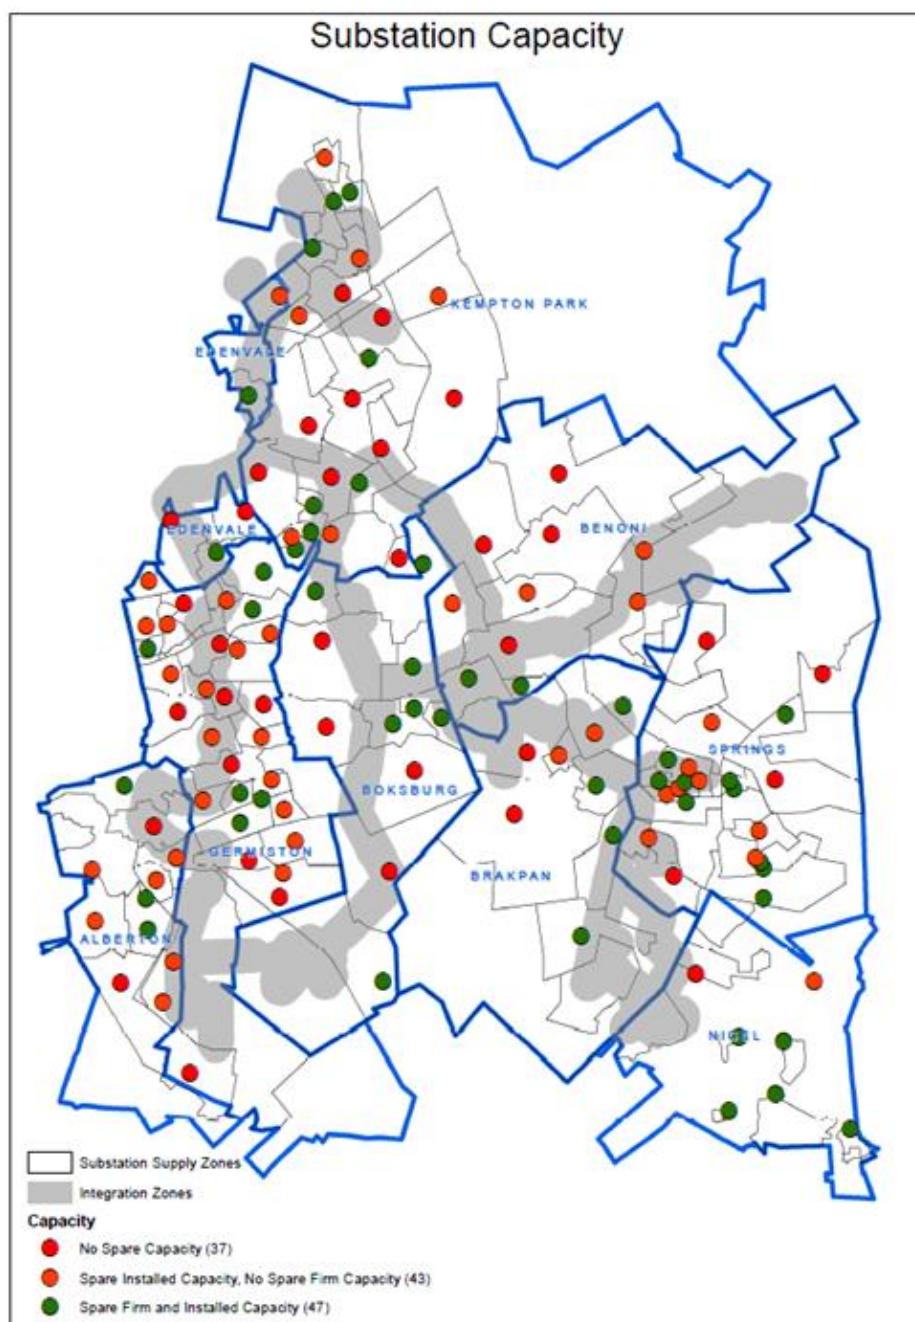 Substation Capacity
KEMPTON PARK
EDENVALE
EDENVALE
BENONI
SPRINGS
BOKSBURG
GERMISTON
BRAKPAN
ALBERTON
NIGEL
Substation Supply Zones
Integration Zones
Capacity
No Spare Capacity (37)
Spare Installed Capacity, No Spare Firm Capacity (43)
Spare Firm and Installed Capacity (47)